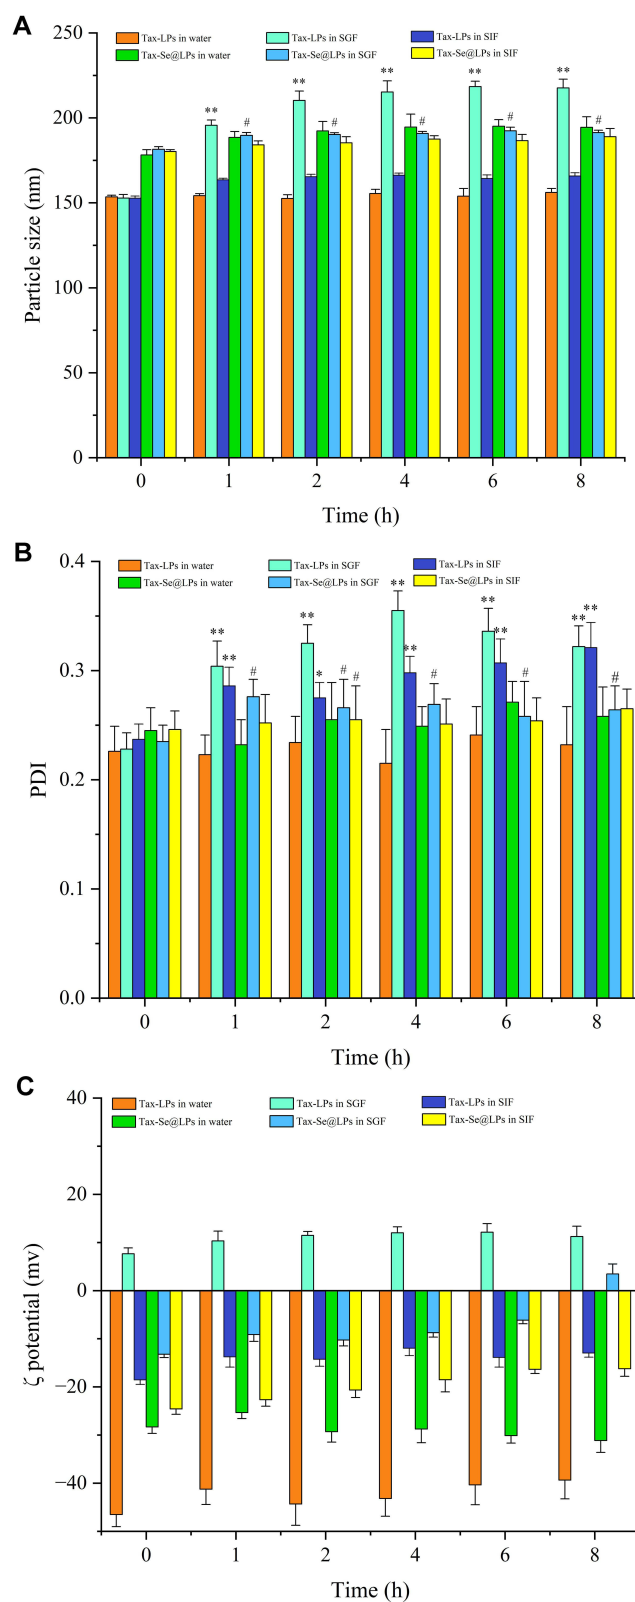 A
Tax-LPs in water Tax-LPs in SGF Tax-LPs in SIF
Tax-Se@LPs in water Tax-Se@LPs in SGF Tax-Se@LPs in SIF
250
200
150
100
50
0
Particle size (nm)
** # ** # ** # ** # ** #
0 1 2 4 6 8
Time (h)
B
Tax-LPs in water Tax-LPs in SGF Tax-LPs in SIF
Tax-Se@LPs in water Tax-Se@LPs in SGF Tax-Se@LPs in SIF
0.4
0.3
0.2
0.1
0.0
PDI
** ** # ** * # # ** ** # ** ** # ** ** #
0 1 2 4 6 8
Time (h)
C
Tax-LPs in water Tax-LPs in SGF Tax-LPs in SIF
Tax-Se@LPs in water Tax-Se@LPs in SGF Tax-Se@LPs in SIF
40
20
0
−20
−40
ζ potential (mv)
0 1 2 4 6 8
Time (h)